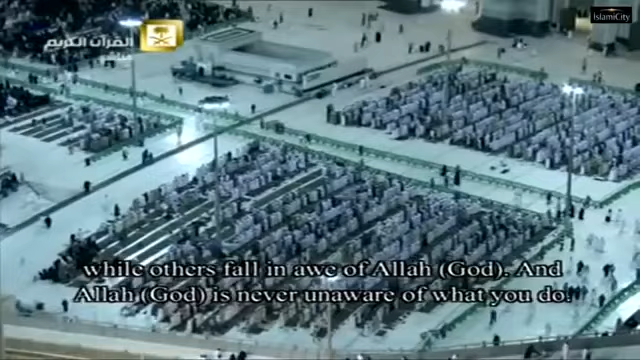 IslamiCity
القرآن الكريم
مباشر
while others fall in awe of Allah (God). And
Allah (God) is never unaware of what you do.